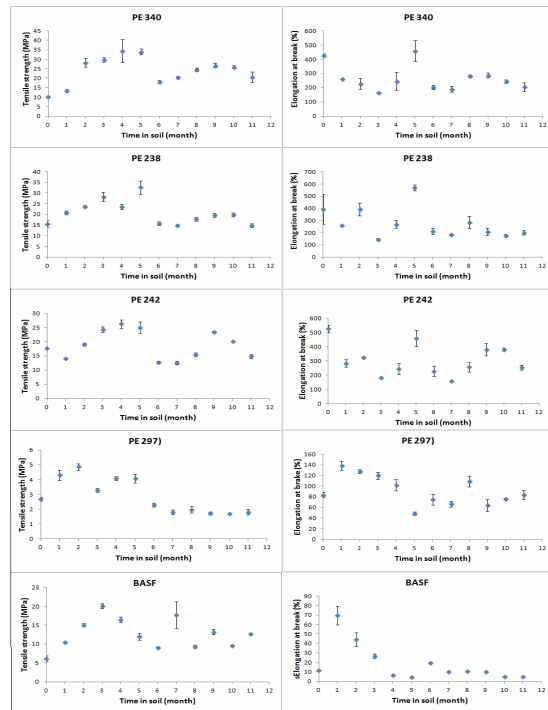 PE 340
Tensile strength (MPa)
45
40
35
30
25
20
15
10
5
0
0 1 2 3 4 5 6 7 8 9 10 11 12
Time in soil (month)
PE 340
Elongation at break (%)
600
500
400
300
200
100
0
0 1 2 3 4 5 6 7 8 9 10 11 12
Time in soil (month)
PE 238
Tensile strength (MPa)
40
35
30
25
20
15
10
5
0
0 1 2 3 4 5 6 7 8 9 10 11 12
Time in soil (month)
PE 238
Elongation at break (%)
700
600
500
400
300
200
100
0
0 1 2 3 4 5 6 7 8 9 10 11 12
Time in soil (month)
PE 242
Tensile strength (MPa)
30
25
20
15
10
5
0
0 1 2 3 4 5 6 7 8 9 10 11 12
Time in soil (month)
PE 242
Elongation at break (%)
600
500
400
300
200
100
0
0 1 2 3 4 5 6 7 8 9 10 11 12
Time in soil (month)
PE 297)
Tensile strength (MPa)
6
5
4
3
2
1
0
0 1 2 3 4 5 6 7 8 9 10 11 12
Time in soil (month)
PE 297)
Elongation at brake (%)
160
140
120
100
80
60
40
20
0
0 1 2 3 4 5 6 7 8 9 10 11 12
Time in soil (month)
BASF
Tensile strength (MPa)
25
20
15
10
5
0
0 1 2 3 4 5 6 7 8 9 10 11 12
Time in soil (month)
BASF
sElongation at break (%)
90
80
70
60
50
40
30
20
10
0
0 1 2 3 4 5 6 7 8 9 10 11 12
Time in soil (month)